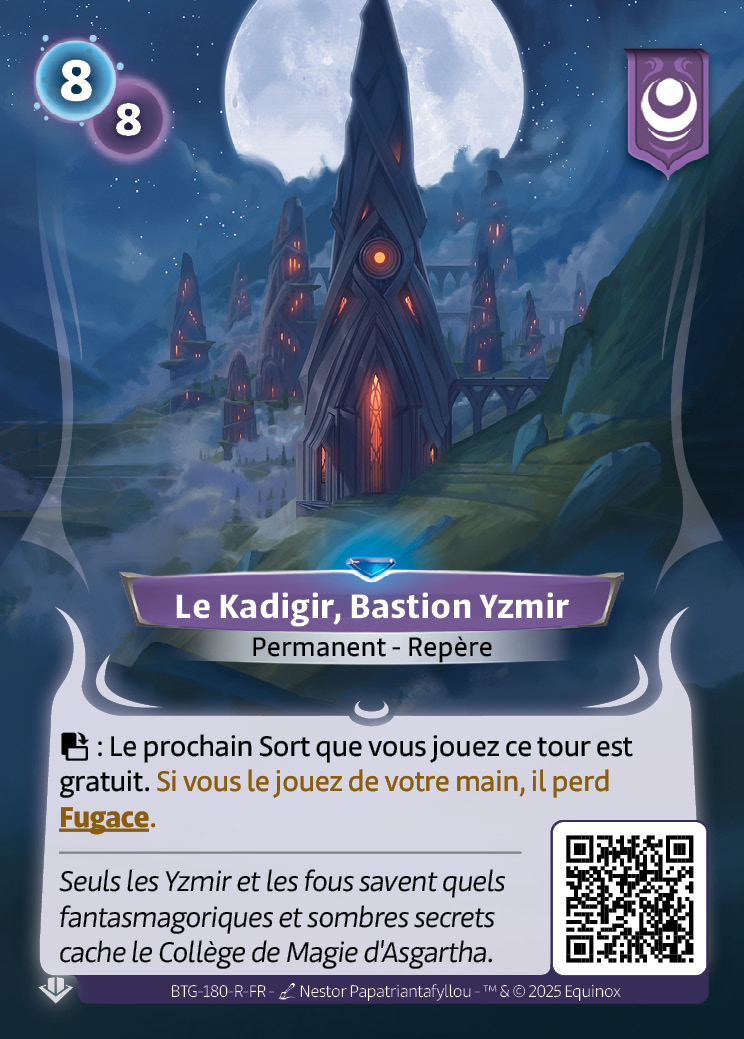 8
8
Le Kadigir, Bastion Yzmir
Permanent - Repère
: Le prochain Sort que vous jouez ce tour est
gratuit. Si vous le jouez de votre main, il perd
Fugace.
Seuls les Yzmir et les fous savent quels
fantasmagoriques et sombres secrets
cache le Collège de Magie d'Asgartha.
BTG-180-R-FR - Nestor Papatriantafyllou - ™ & © 2025 Equinox